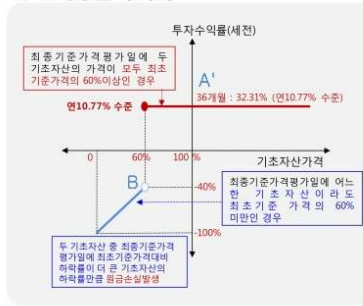 투자수익률(세전)
최종기준가격평가일에 두
기초자산의 가격이 모두 최초
기준가격의 60%이상인 경우
A'
연10.77% 수준
36개월 : 32.31% (연10.77% 수준)
0
60%
100 %
기초자산가격
B
-40%
최종기준가격평가일에 어느
한 기초자산이라도
최초기준 가격의 60%
미만인 경우
-100%
두 기초자산 중 최종기준가격
평가일에 최초기준가격대비
하락률이 더 큰 기초자산의
하락률만큼 원금손실발생